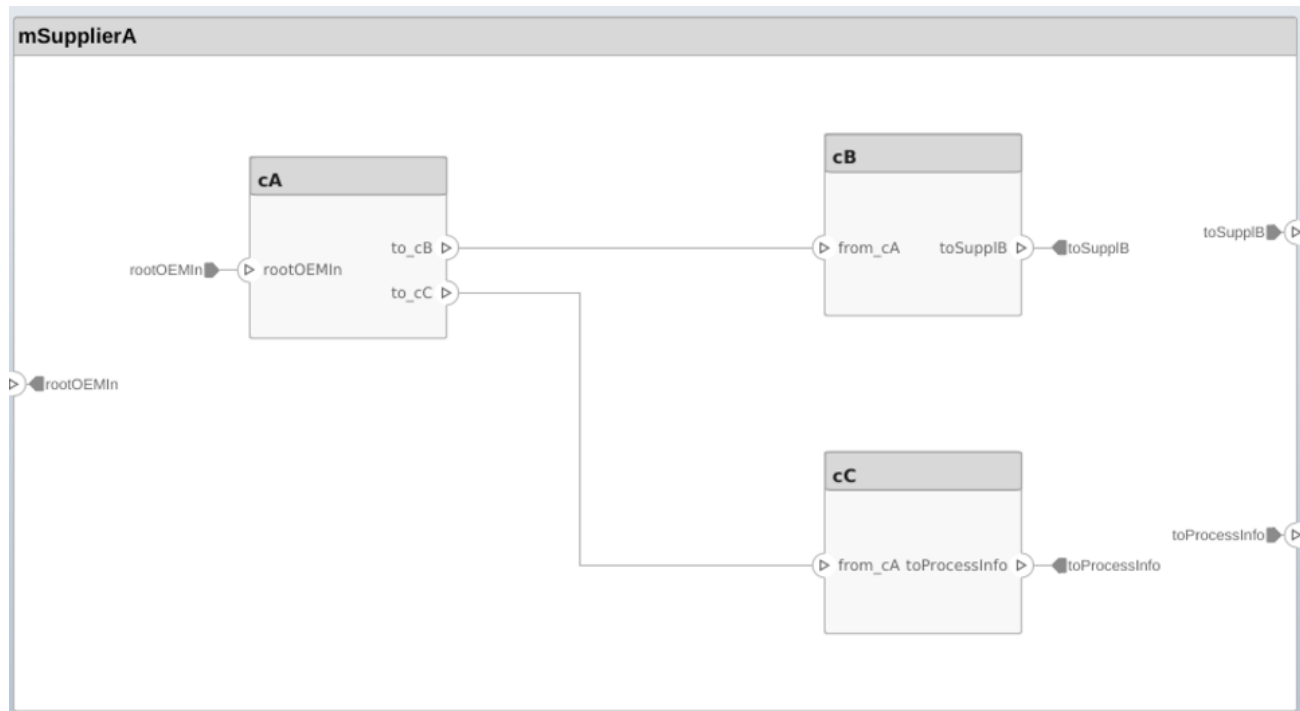 mSupplierA
cB
cA
toSupplB
to_cB
from_cA
toSupplB
toSupplB
rootOEMIn
rootOEMIn
to_cC
rootOEMIn
cC
toProcessInfo
from_cA
toProcessInfo
toProcessInfo